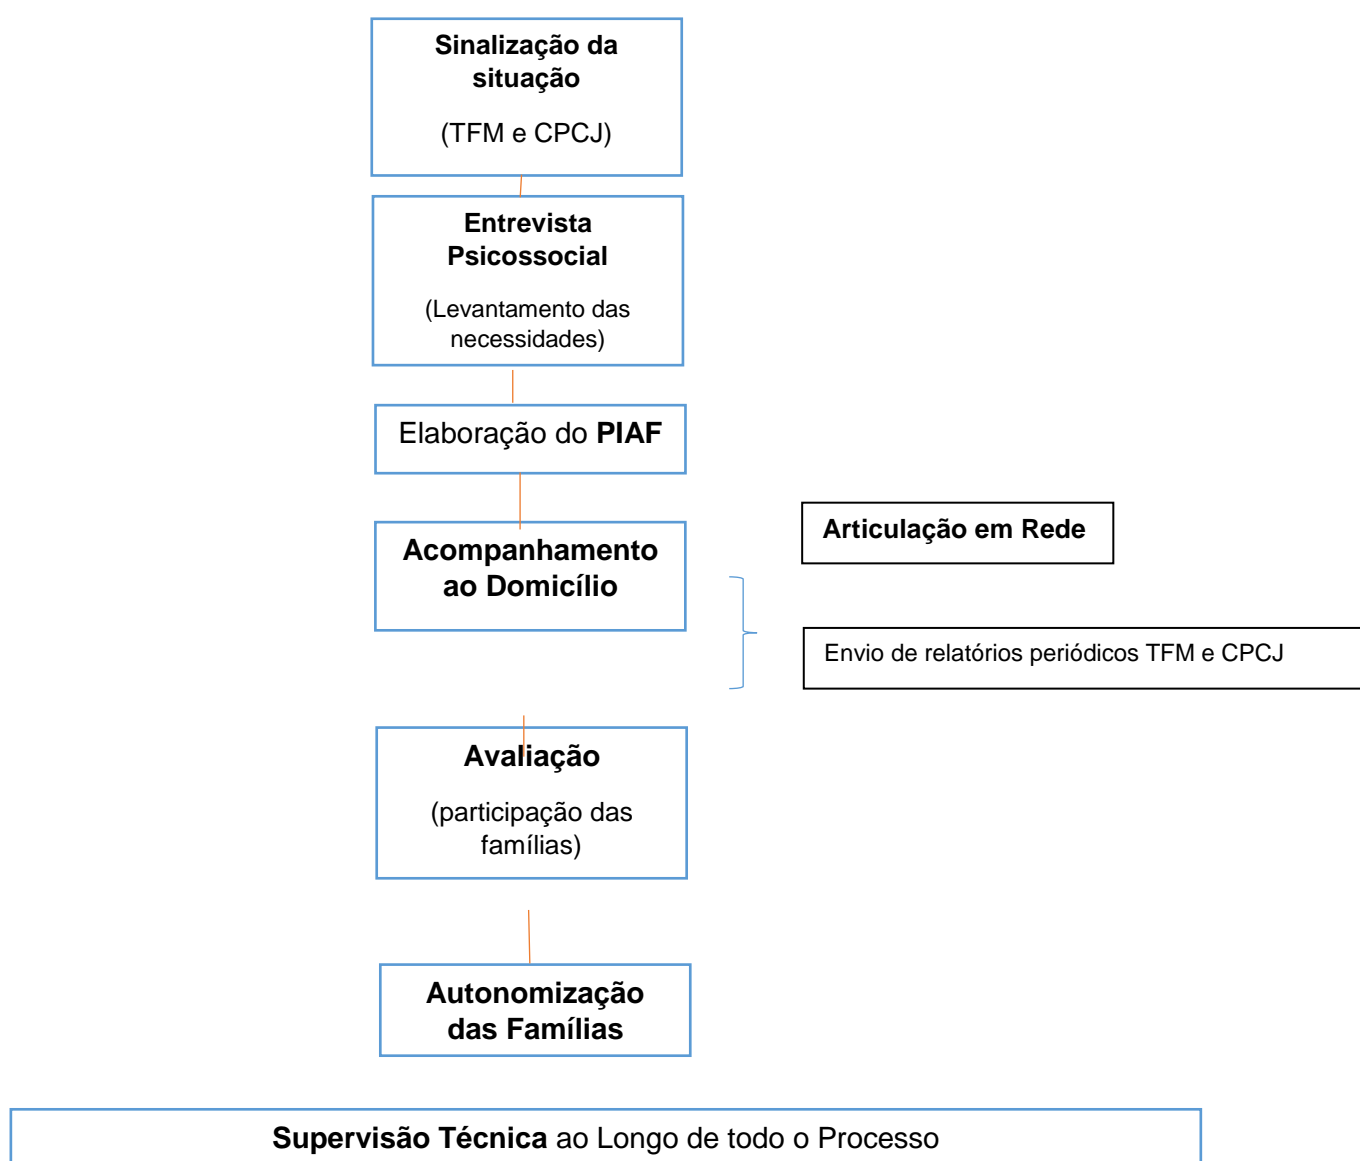 Sinalização da
situação
(TFM e CPCJ)
Entrevista
Psicossocial
(Levantamento das
necessidades)
Elaboração do PIAF
Acompanhamento
ao Domicílio
Articulação em Rede
Envio de relatórios periódicos TFM e CPCJ
Avaliação
(participação das
famílias)
Autonomização
das Famílias
Supervisão Técnica ao Longo de todo o Processo